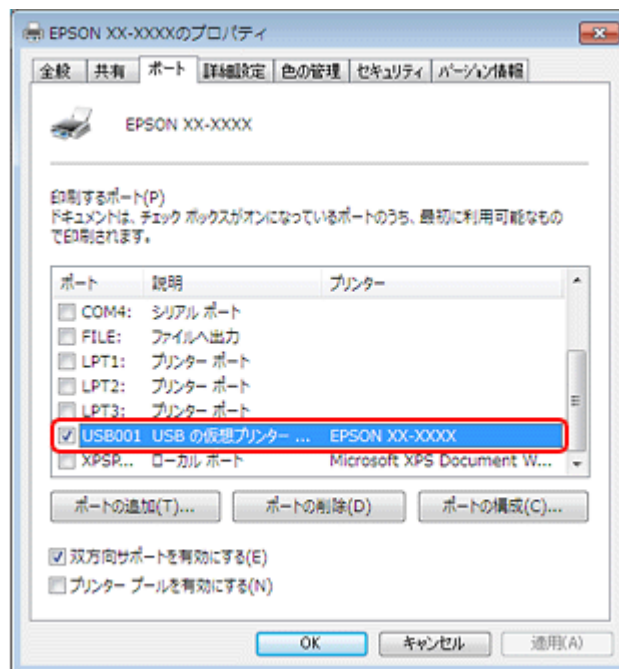 EPSON XX-XXXXのプロパティ
全般 共有 ポート 詳細設定 色の管理 セキュリティ バージョン情報
EPSON XX-XXXX
印刷するポート(P)
ドキュメントは、チェック ボックスがオンになっているポートのうち、最初に利用可能なもの
で印刷されます。
ポート 説明 プリンター
COM4: シリアル ポート
FILE: ファイルへ出力
LPT1: プリンター ポート
LPT2: プリンター ポート
LPT3: プリンター ポート
USB001 USB の仮想プリンター ... EPSON XX-XXXX
XPSP... ローカル ポート Microsoft XPS Document W...
ポートの追加(T)... ポートの削除(D) ポートの構成(C)...
双方向サポートを有効にする(E)
プリンター プールを有効にする(N)
OK キャンセル 適用(A)